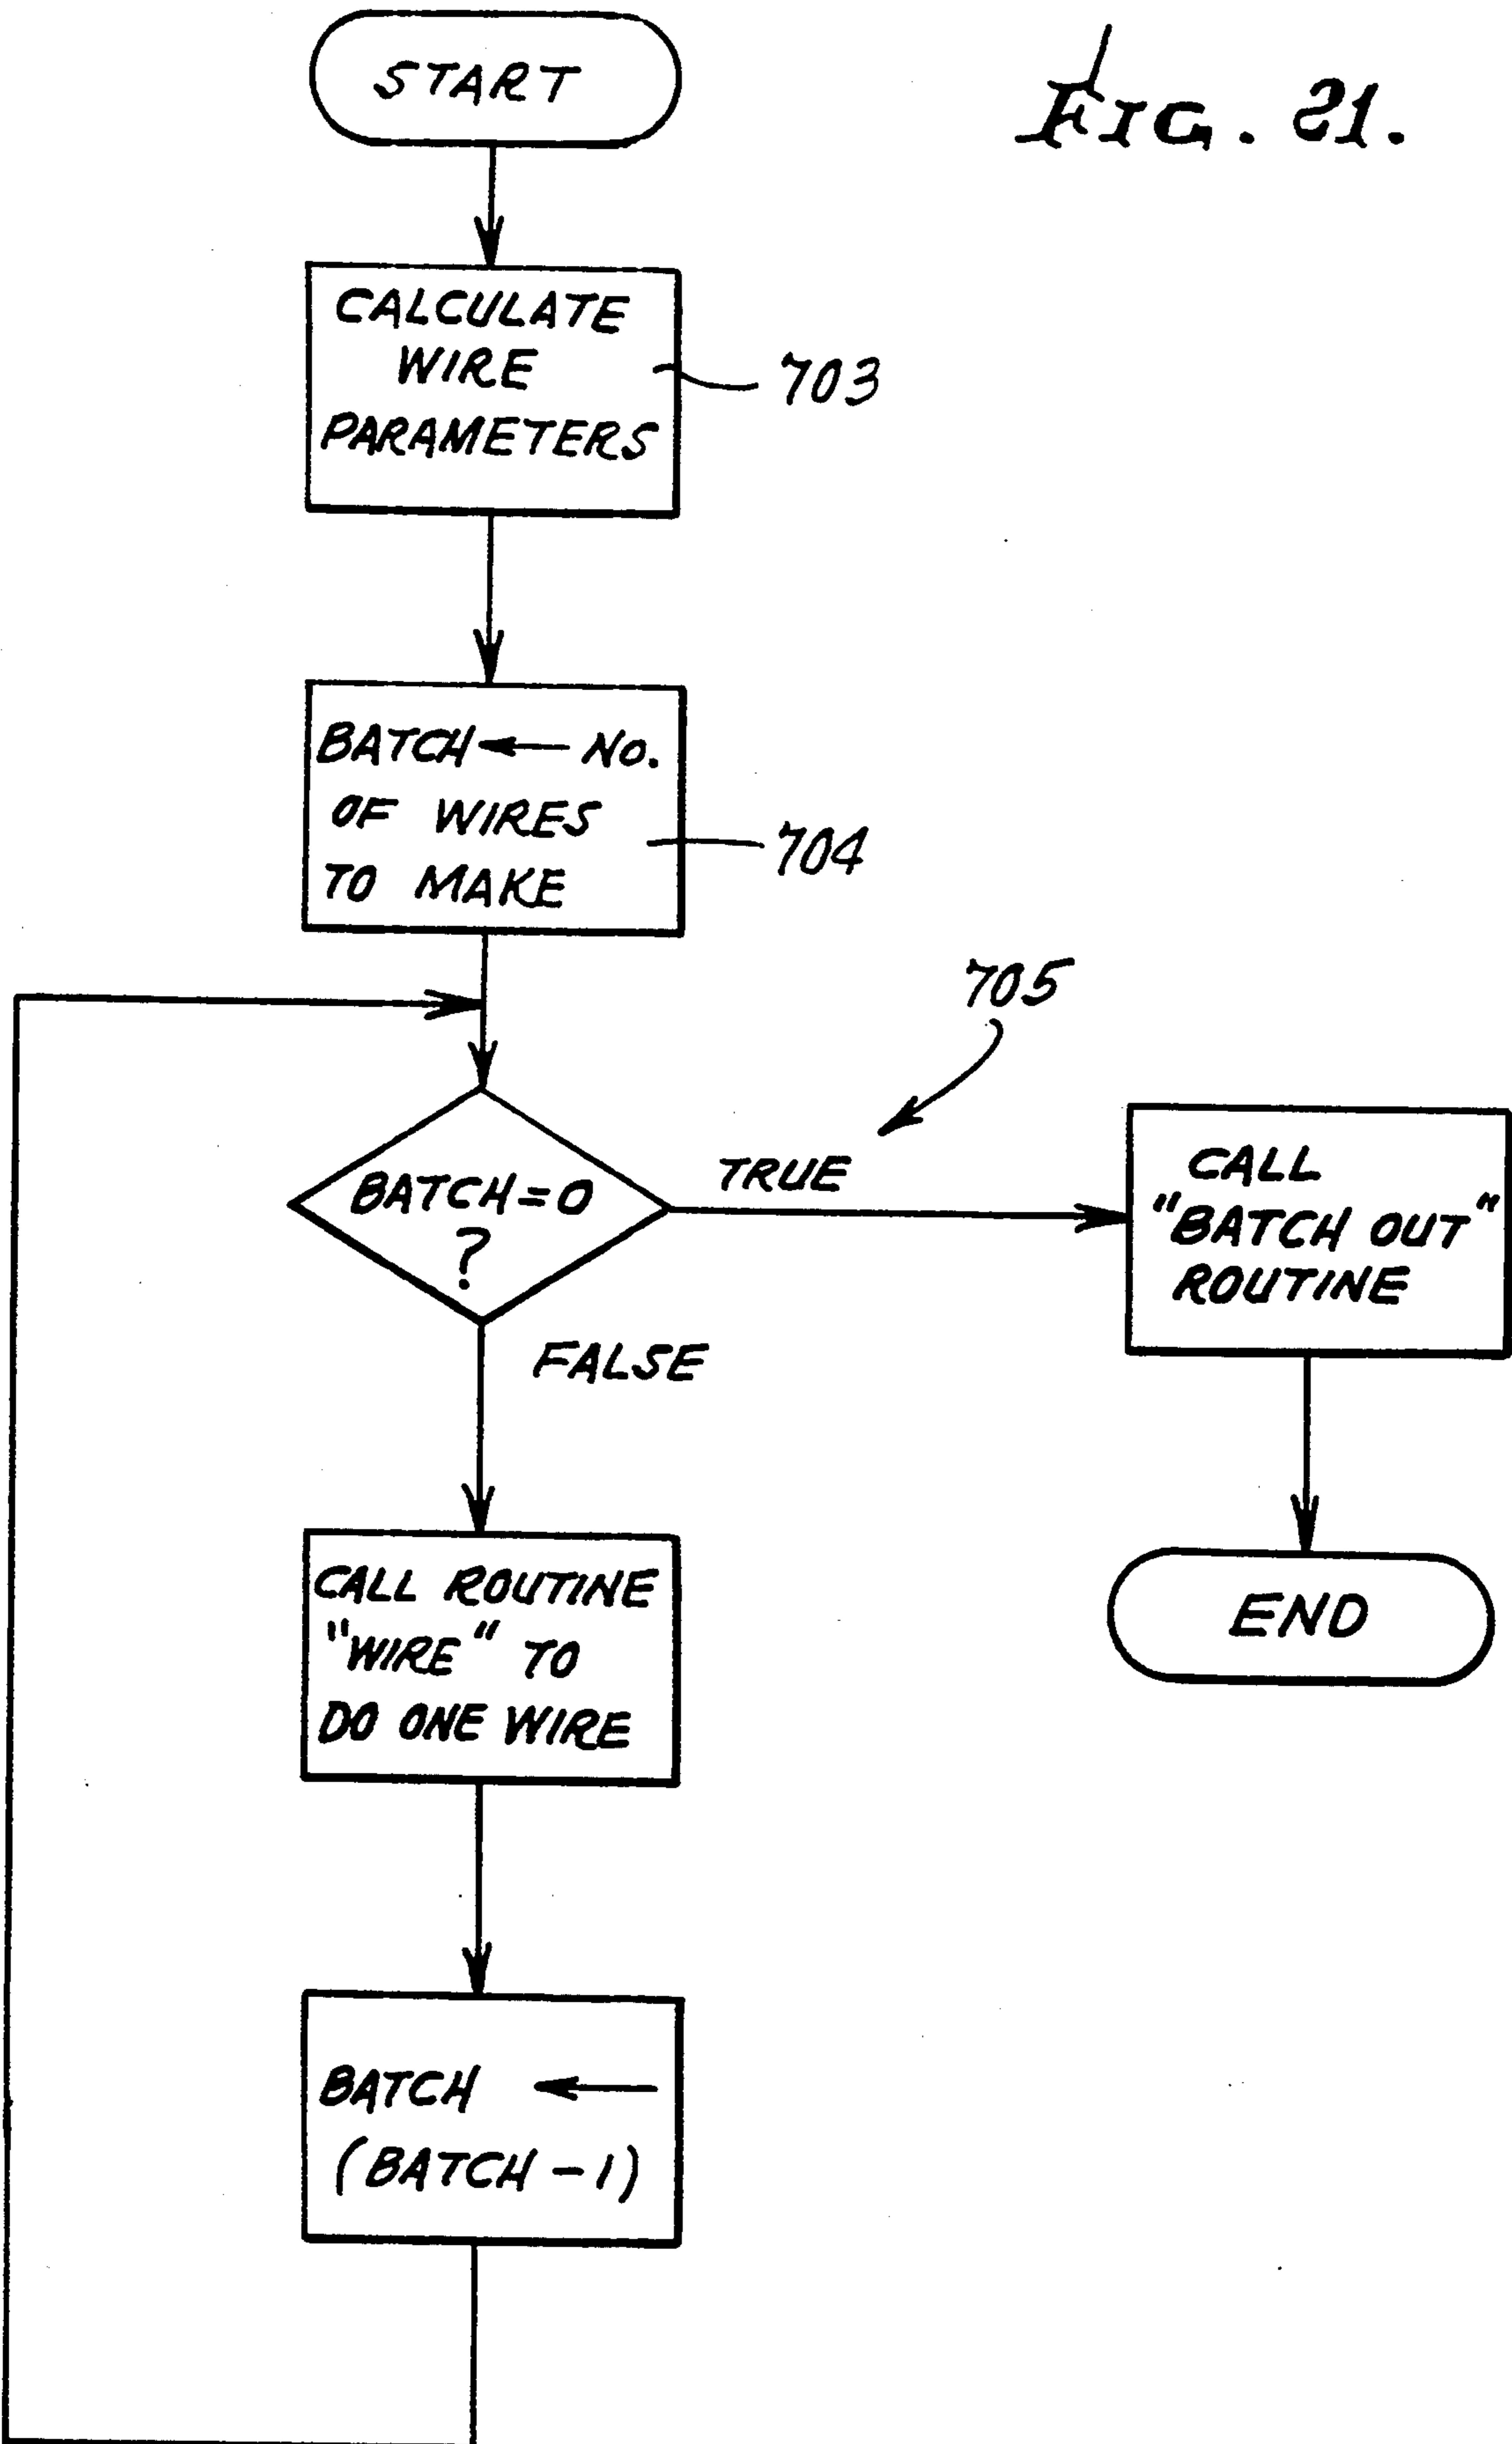 START
FIG. 21.
CALCULATE
WIRE
PARAMETERS
703
BATCH ← No.
OF WIRES
TO MAKE
704
705
BATCH=0
?
TRUE
CALL
"BATCH OUT"
ROUTINE
FALSE
END
CALL ROUTINE
"WIRE" TO
DO ONE WIRE
BATCH ←
(BATCH-1)